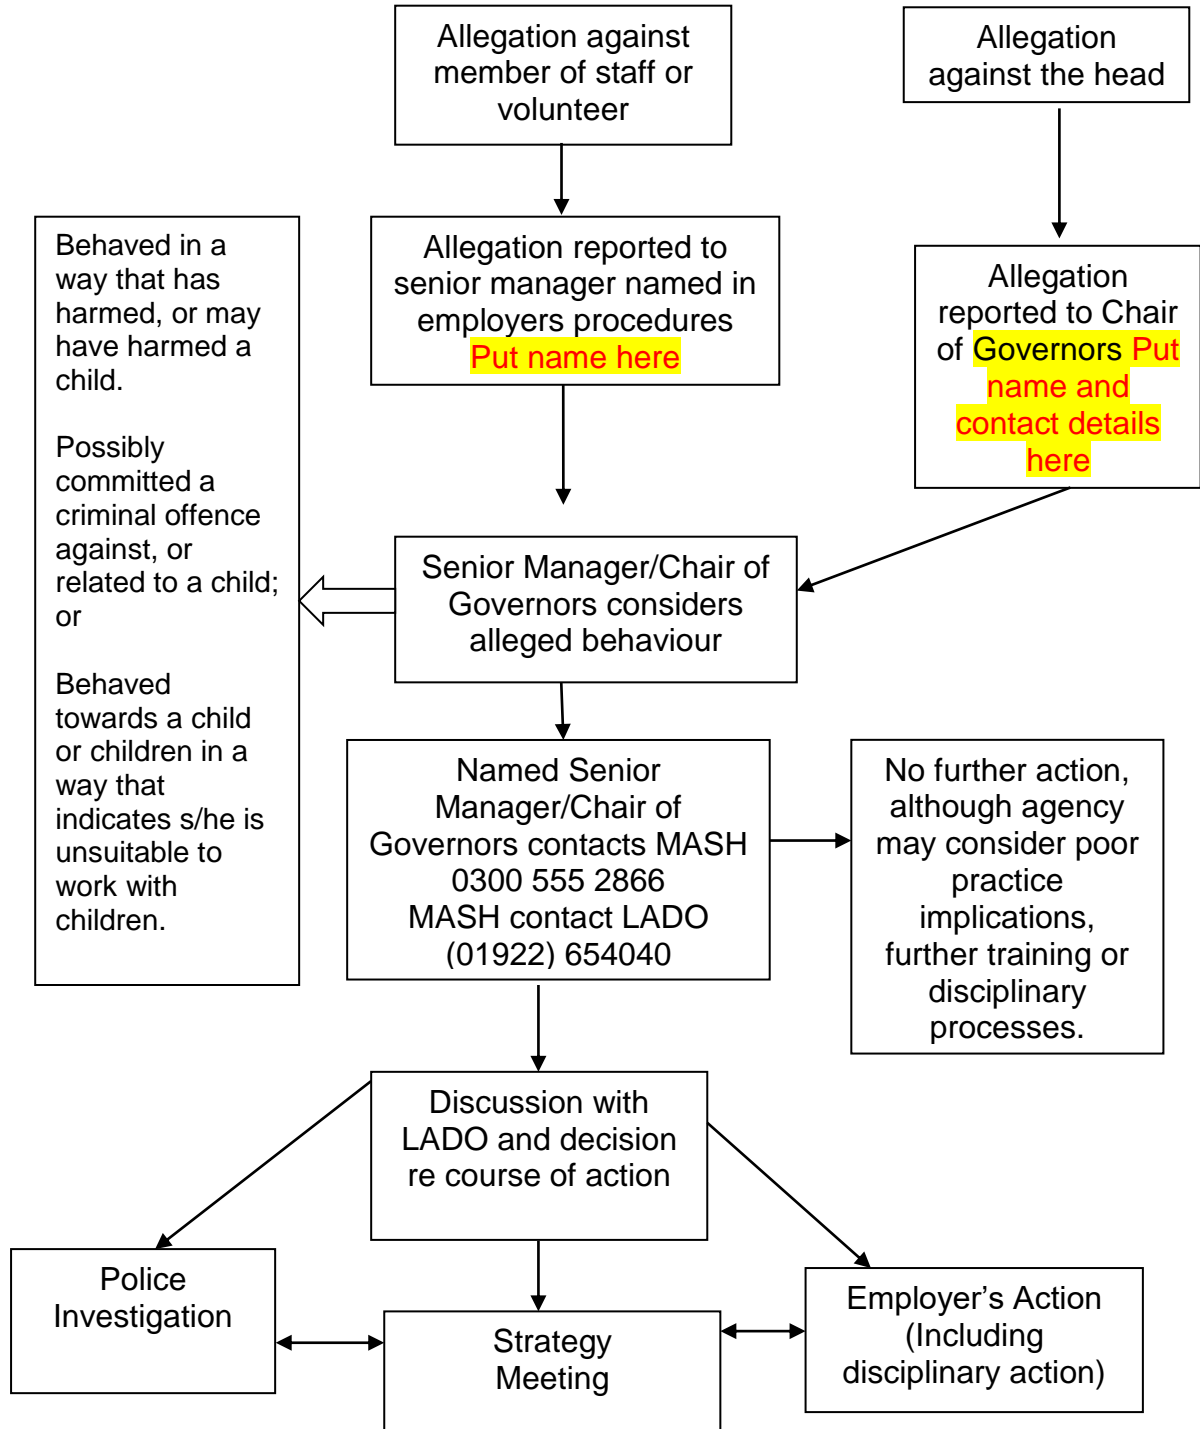 Allegation against
member of staff or
volunteer
Allegation
against the head
Behaved in a
way that has
harmed, or may
have harmed a
child.
Possibly
committed a
criminal offence
against, or
related to a child;
or
Behaved
towards a child
or children in a
way that
indicates s/he is
unsuitable to
work with
children.
Allegation reported to
senior manager named in
employers procedures
Put name here
Allegation
reported to Chair
of Governors Put
name and
contact details
here
Senior Manager/Chair of
Governors considers
alleged behaviour
Named Senior
Manager/Chair of
Governors contacts MASH
0300 555 2866
MASH contact LADO
(01922) 654040
No further action,
although agency
may consider poor
practice
implications,
further training or
disciplinary
processes.
Discussion with
LADO and decision
re course of action
Police
Investigation
Strategy
Meeting
Employer’s Action
(Including
disciplinary action)